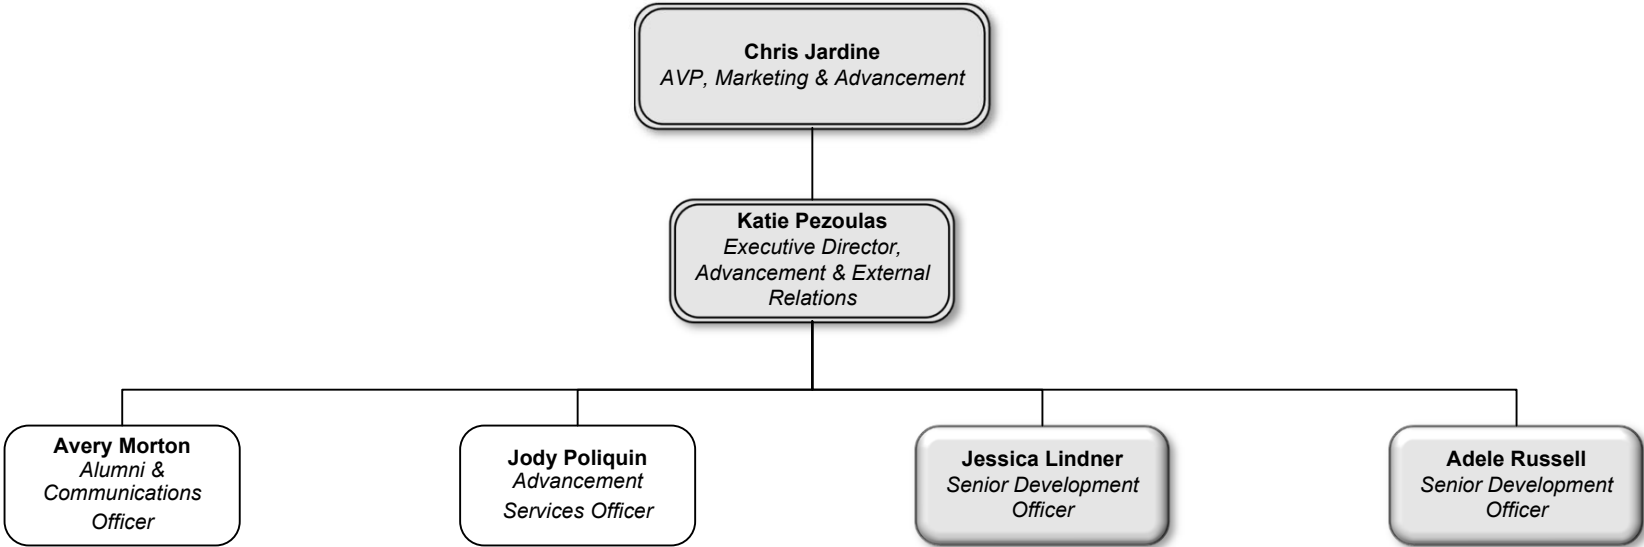 Chris Jardine
AVP, Marketing & Advancement
Katie Pezoulas
Executive Director,
Advancement & External
Relations
Avery Morton
Alumni &
Communications
Officer
Jody Poliquin
Advancement
Services Officer
Jessica Lindner
Senior Development
Officer
Adele Russell
Senior Development
Officer